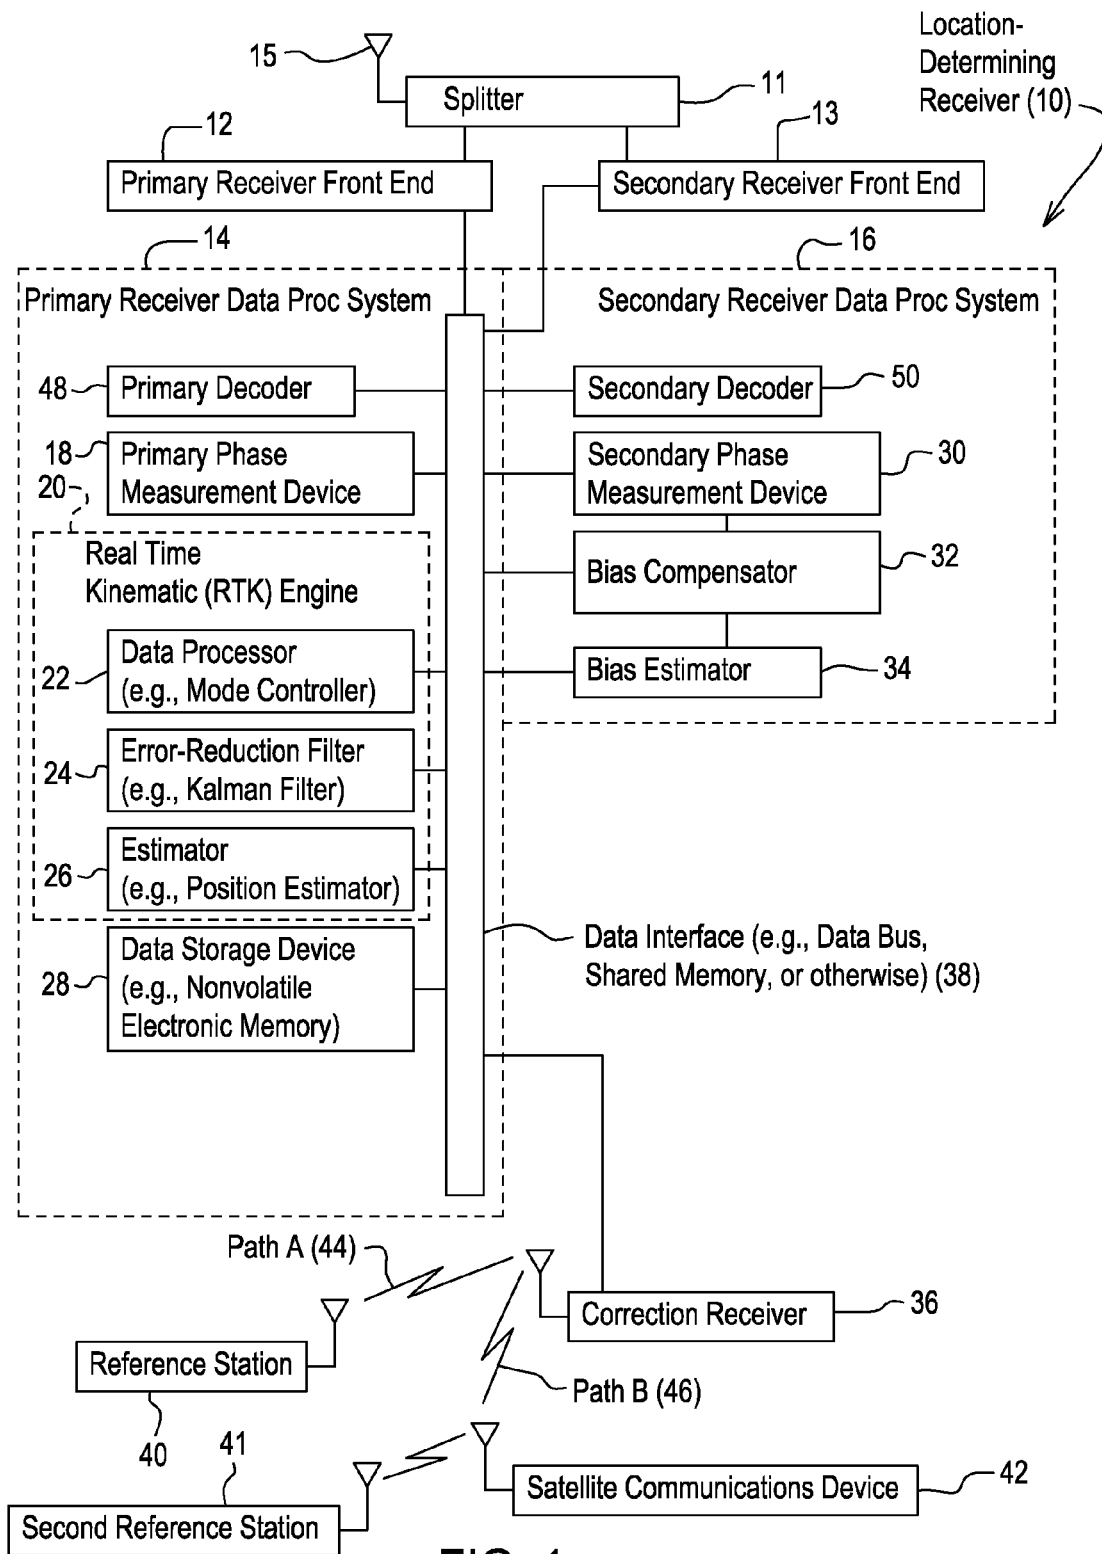 Location-
Determining
Receiver (10)
15
Splitter
11
12
13
Primary Receiver Front End
Secondary Receiver Front End
14
16
Primary Receiver Data Proc System
Secondary Receiver Data Proc System
48
Primary Decoder
Secondary Decoder
50
18
Primary Phase
Measurement Device
Secondary Phase
Measurement Device
30
20
Real Time
Kinematic (RTK) Engine
Bias Compensator
32
22
Data Processor
(e.g., Mode Controller)
Bias Estimator
34
24
Error-Reduction Filter
(e.g., Kalman Filter)
26
Estimator
(e.g., Position Estimator)
28
Data Storage Device
(e.g., Nonvolatile
Electronic Memory)
Data Interface (e.g., Data Bus,
Shared Memory, or otherwise) (38)
Path A (44)
Correction Receiver
36
Reference Station
40
Path B (46)
41
Satellite Communications Device
42
Second Reference Station
FIG. 1